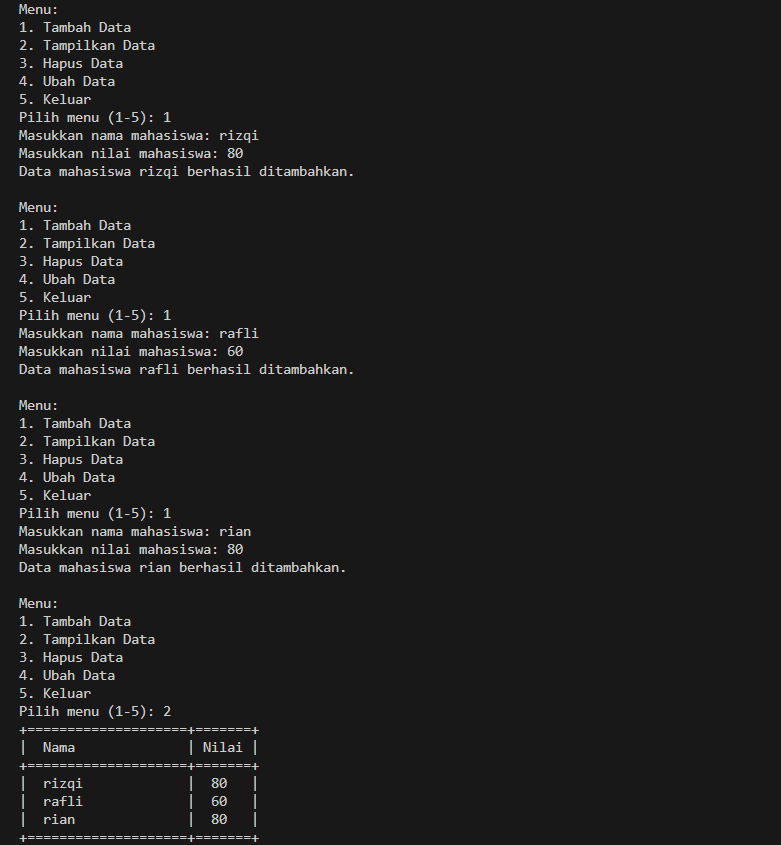 Menu:
1. Tambah Data
2. Tampilkan Data
3. Hapus Data
4. Ubah Data
5. Keluar
Pilih menu (1-5): 1
Masukkan nama mahasiswa: rizqi
Masukkan nilai mahasiswa: 80
Data mahasiswa rizqi berhasil ditambahkan.

Menu:
1. Tambah Data
2. Tampilkan Data
3. Hapus Data
4. Ubah Data
5. Keluar
Pilih menu (1-5): 1
Masukkan nama mahasiswa: rafli
Masukkan nilai mahasiswa: 60
Data mahasiswa rafli berhasil ditambahkan.

Menu:
1. Tambah Data
2. Tampilkan Data
3. Hapus Data
4. Ubah Data
5. Keluar
Pilih menu (1-5): 1
Masukkan nama mahasiswa: rian
Masukkan nilai mahasiswa: 80
Data mahasiswa rian berhasil ditambahkan.

Menu:
1. Tambah Data
2. Tampilkan Data
3. Hapus Data
4. Ubah Data
5. Keluar
Pilih menu (1-5): 2
+====================+=======+
|  Nama              | Nilai |
+====================+=======+
|  rizqi             |  80   |
|  rafli             |  60   |
|  rian              |  80   |
+====================+=======+